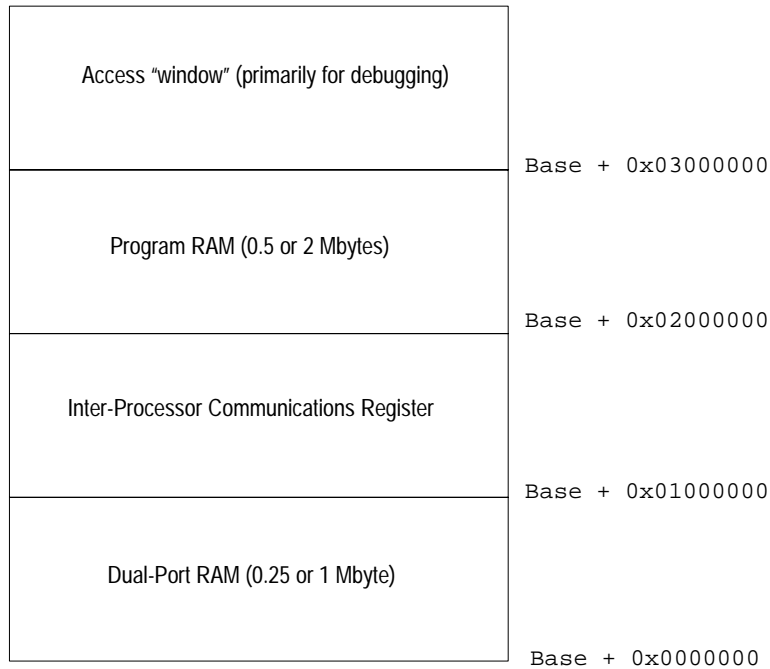 Access “window” (primarily for debugging)
Base + 0x03000000
Program RAM (0.5 or 2 Mbytes)
Base + 0x02000000
Inter-Processor Communications Register
Base + 0x01000000
Dual-Port RAM (0.25 or 1 Mbyte)
Base + 0x0000000